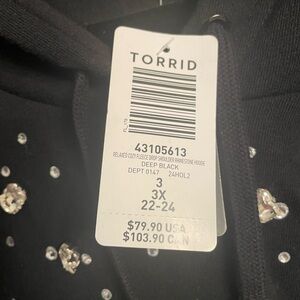 TORRID
43105613
RELAXED COZY FLEECE DROP SHOULDER RHINESTONE HOODIE
DEEP BLACK
DEPT 0147 24HOL2
3
3X
22-24
$79.90 USA
$103.90 CAN